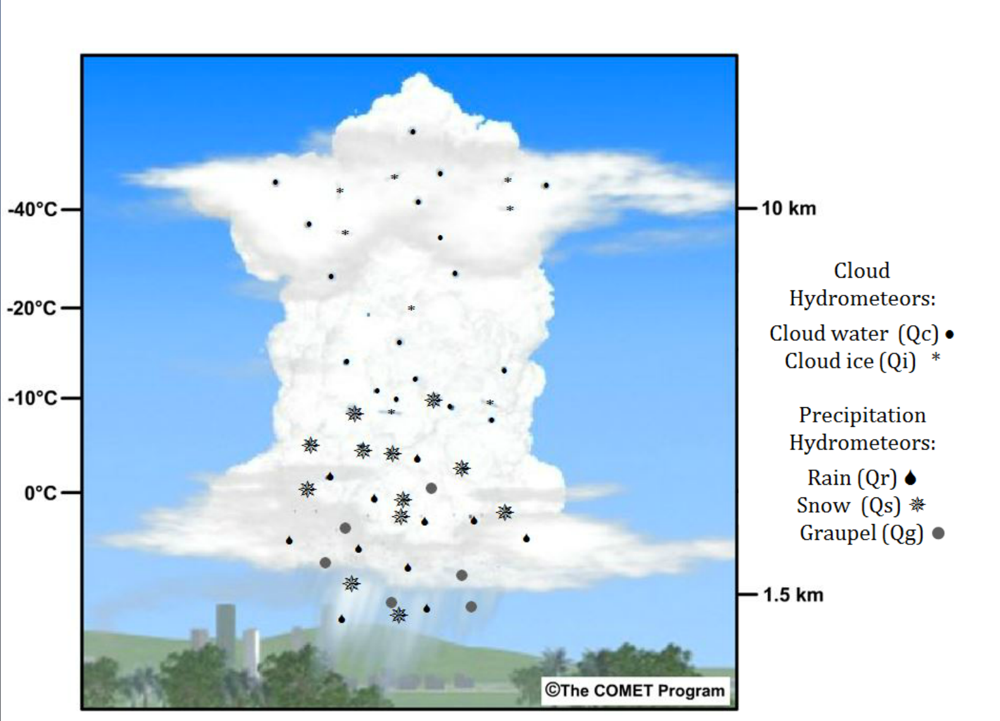 -40°C
-20°C
-10°C
0°C
10 km
1.5 km
Cloud
Hydrometeors:
Cloud water (Qc)
Cloud ice (Qi)
Precipitation
Hydrometeors:
Rain (Qr)
Snow (Qs)
Graupel (Qg)
©The COMET Program